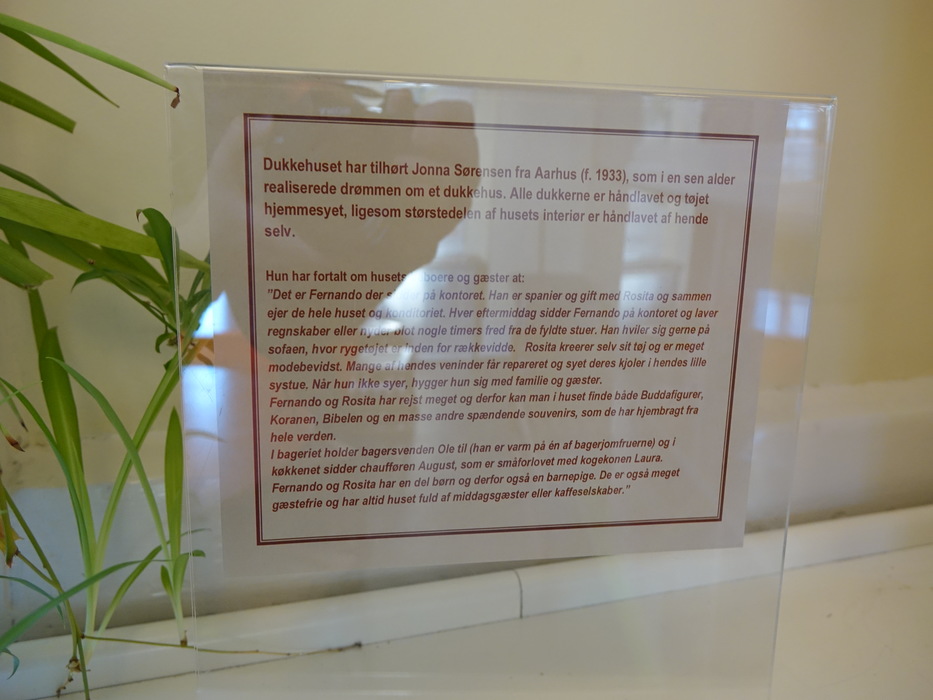 Dukkehuset har tilhørt Jonna Sørensen fra Aarhus (f. 1933), som i en sen alder
realiserede drømmen om et dukkehus. Alle dukkerne er håndlavet og tøjet
hjemmesyet, ligesom størstedelen af husets interiør er håndlavet af hende
selv.
Hun har fortalt om husets beboere og gæster at:
"Det er Fernando der sidder på kontoret. Han er spanier og gift med Rosita og sammen
ejer de hele huset og konditoriet. Hver eftermiddag sidder Fernando på kontoret og laver
regnskaber eller nyder blot nogle timers fred fra de fyldte stuer. Han hviler sig gerne på
sofaen, hvor rygetøjet er inden for rækkevidde. Rosita kreerer selv sit tøj og er meget
modebevidst. Mange af hendes veninder får repareret og syet deres kjoler i hendes lille
systue. Når hun ikke syer, hygger hun sig med familie og gæster.
Fernando og Rosita har rejst meget og derfor kan man i huset finde både Buddafigurer,
Koranen, Bibelen og en masse andre spændende souvenirs, som de har hjembragt fra
hele verden.
I bageriet holder bagersvenden Ole til (han er varm på én af bagerjomfruerne) og i
køkkenet sidder chaufføren August, som er småforlovet med kogekonen Laura.
Fernando og Rosita har en del børn og derfor også en barnepige. De er også meget
gæstefrie og har altid huset fuld af middagsgæster eller kaffeselskaber."